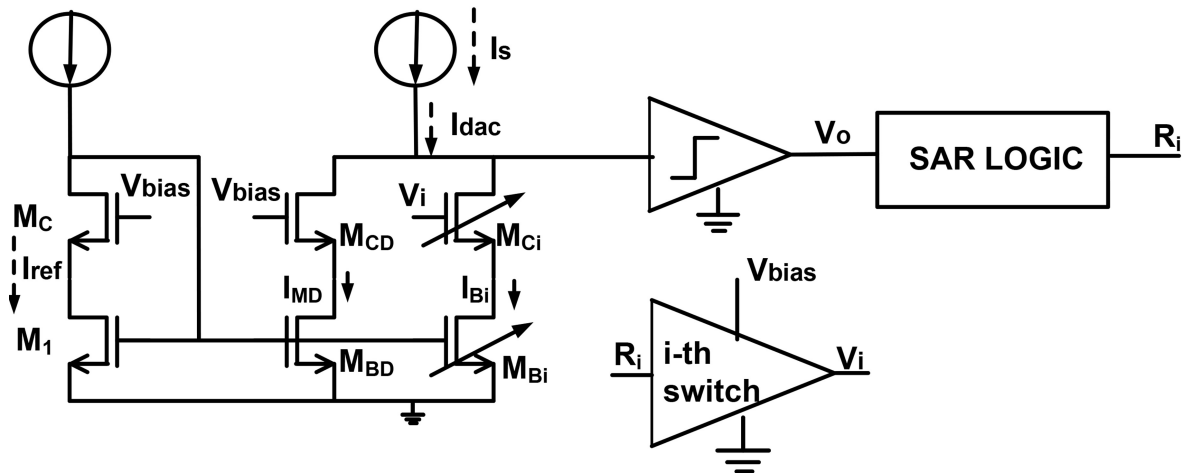 Is
Idac
Vo
SAR LOGIC
Ri
Vbias
Vbias
Vi
MC
MCD
MCi
Iref
IMD
IBi
Vbias
M1
MBD
MBi
Ri
i-th
switch
Vi